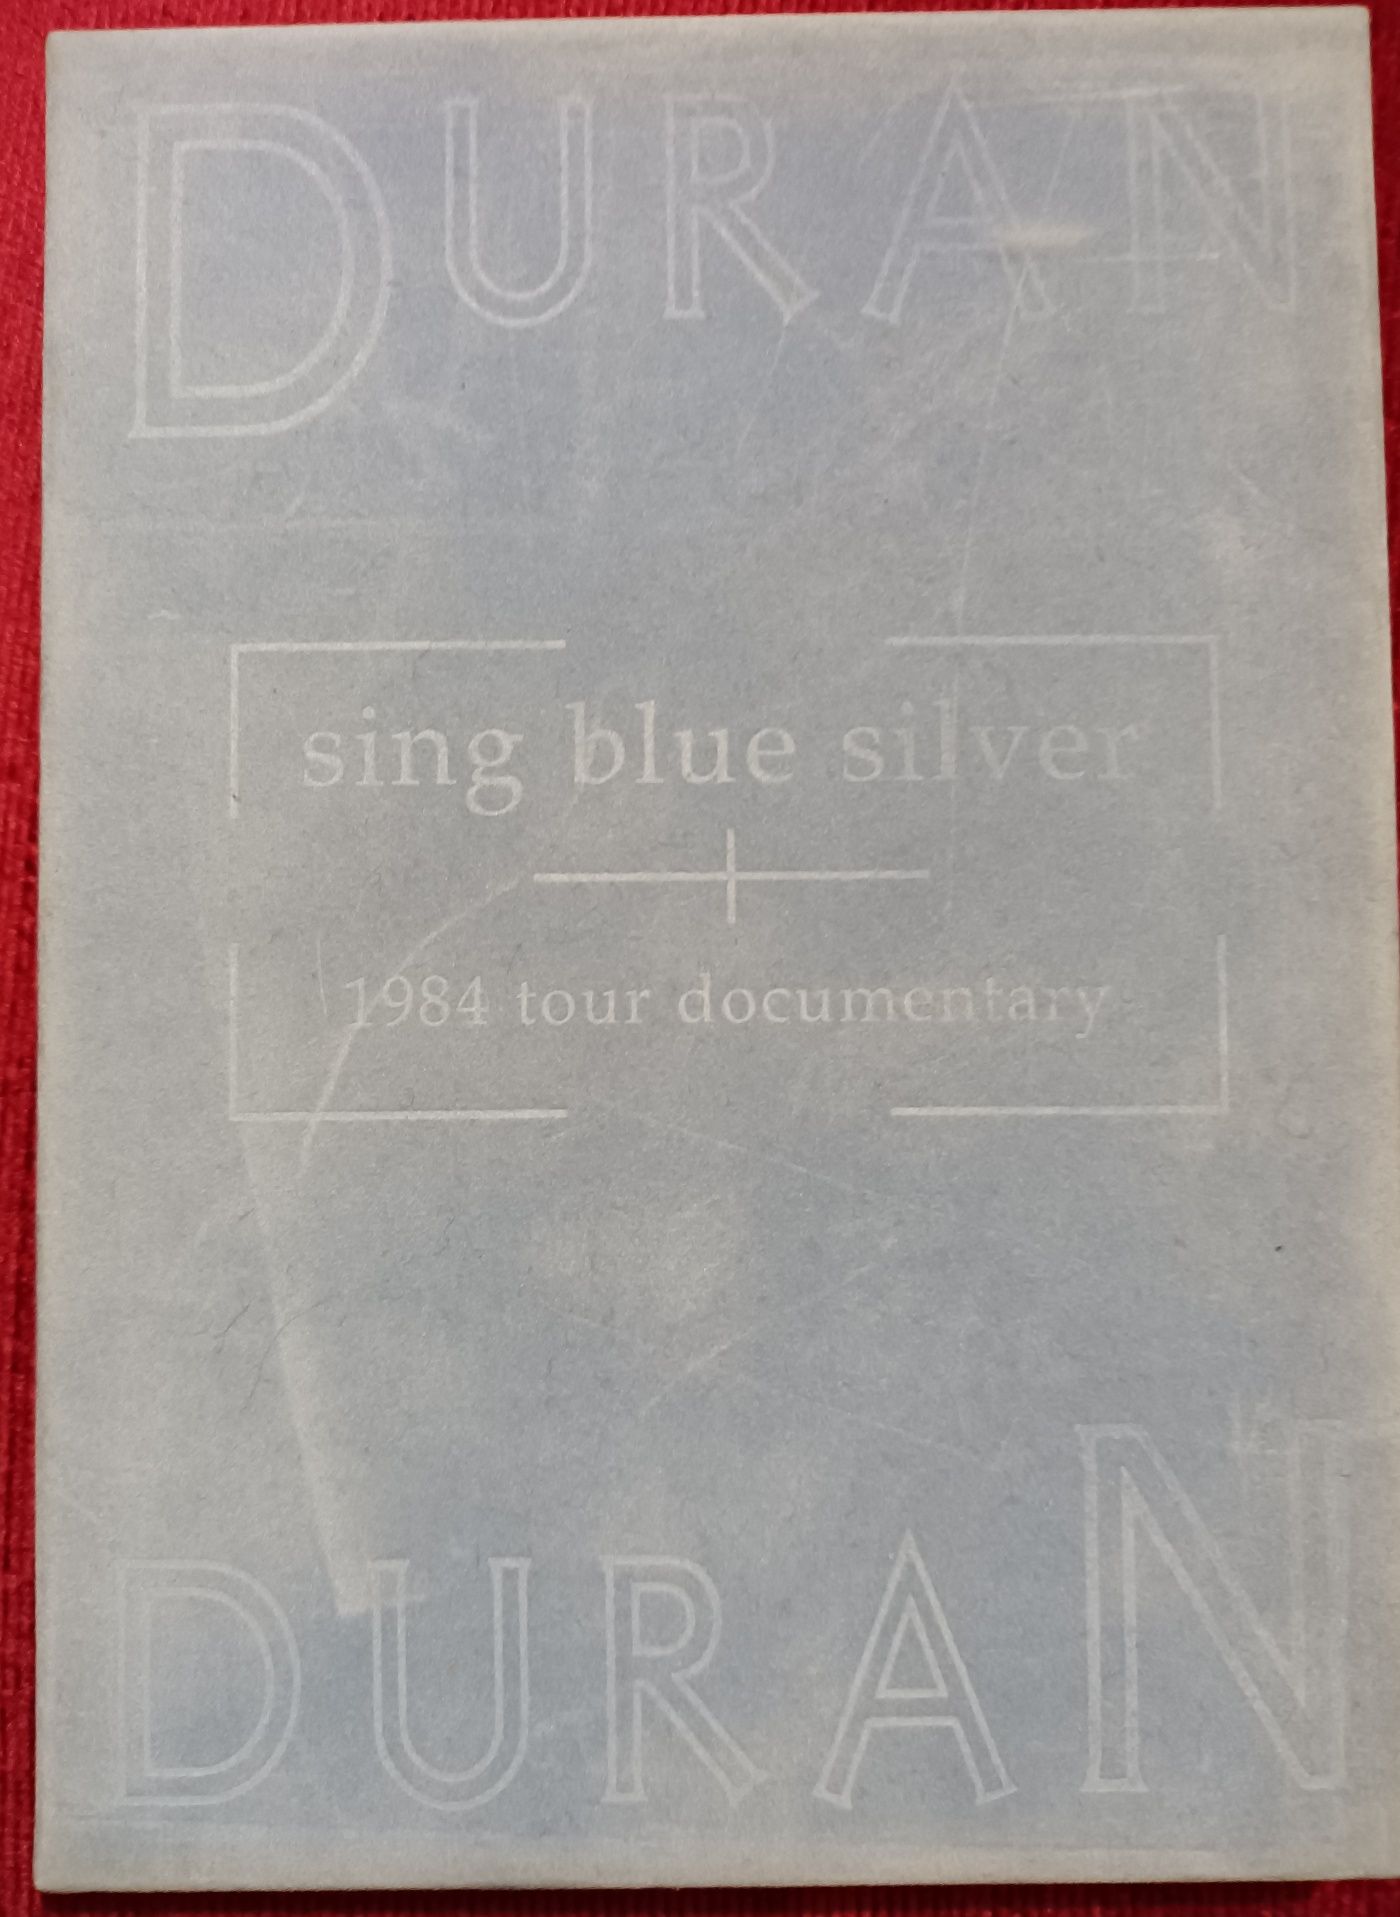 DURAN
sing blue silver
1984 tour documentary
DURAN